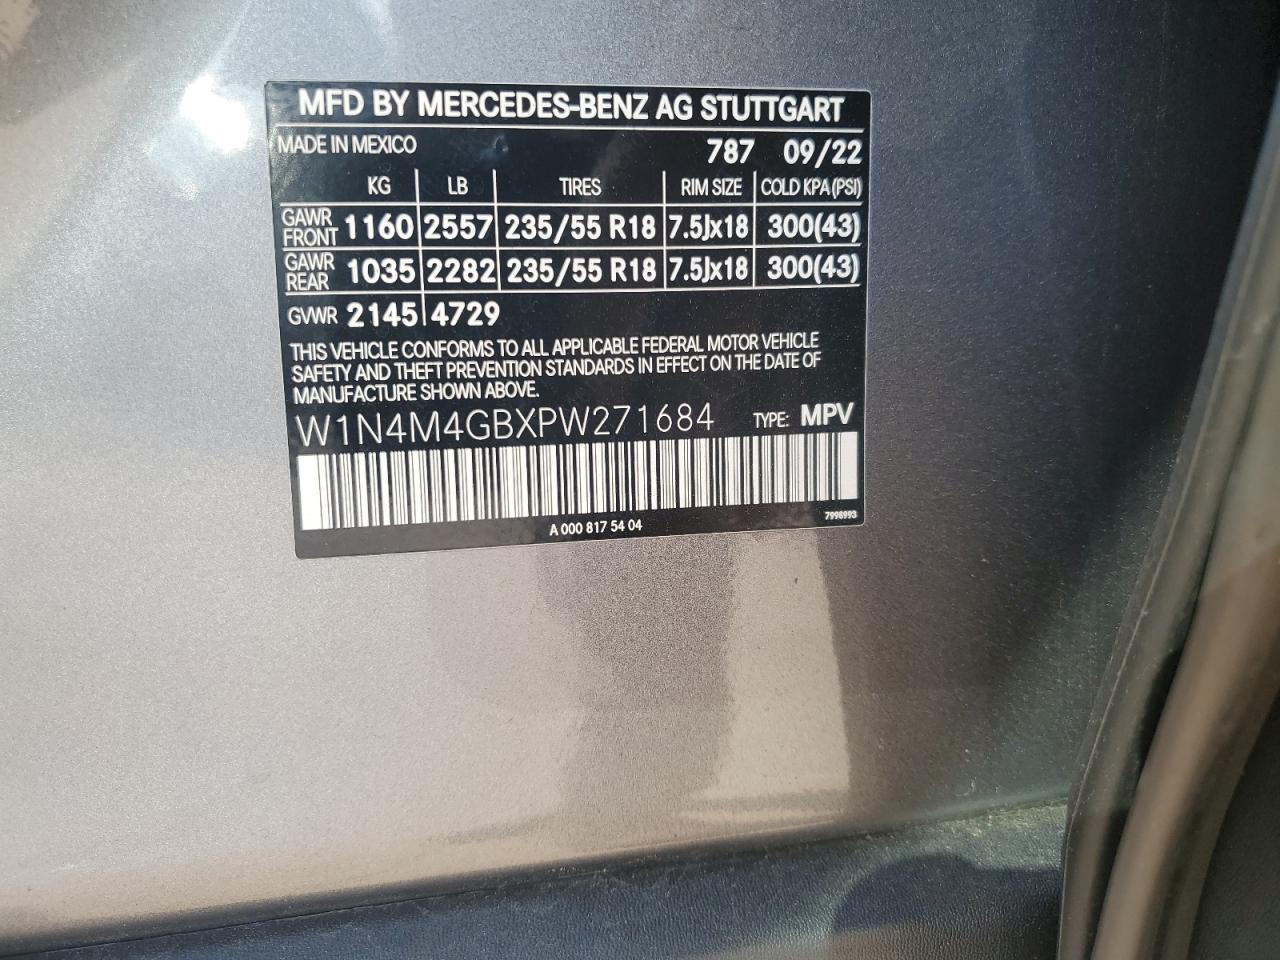 MFD BY MERCEDES-BENZ AG STUTTGART
MADE IN MEXICO 787 09/22
KG LB TIRES RIM SIZE COLD KPA (PSI)
GAWR FRONT 1160 2557 235/55 R18 7.5Jx18 300(43)
GAWR REAR 1035 2282 235/55 R18 7.5Jx18 300(43)
GVWR 2145 4729
THIS VEHICLE CONFORMS TO ALL APPLICABLE FEDERAL MOTOR VEHICLE
SAFETY AND THEFT PREVENTION STANDARDS IN EFFECT ON THE DATE OF
MANUFACTURE SHOWN ABOVE.
W1N4M4GBXPW271684 TYPE: MPV
A 000 817 54 04 7998993